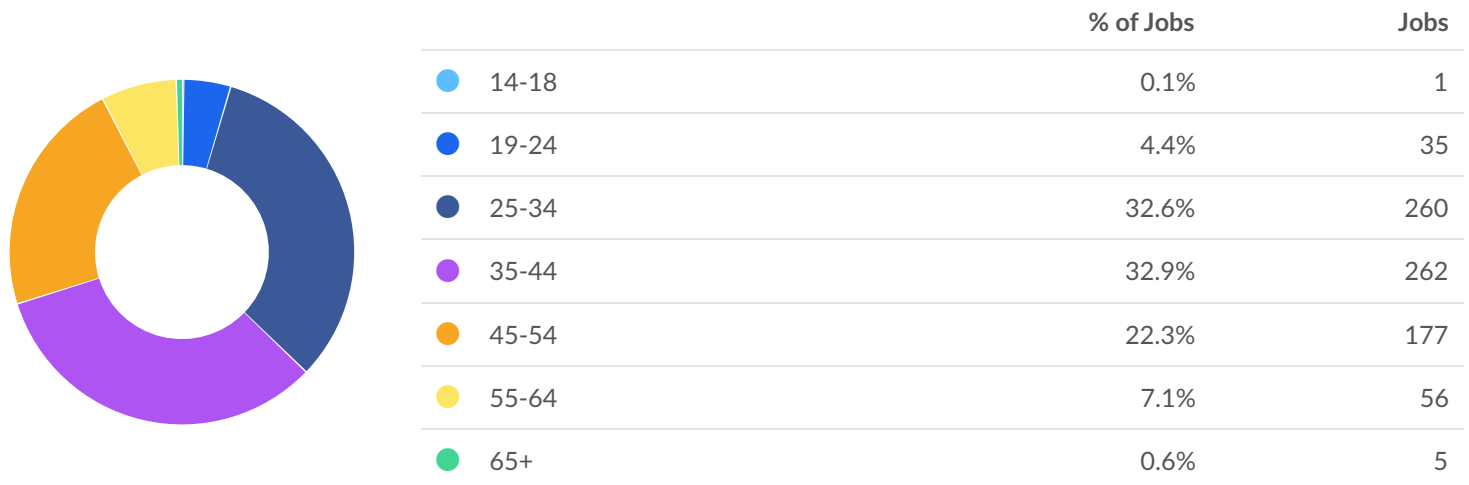 % of Jobs Jobs
14-18 0.1% 1
19-24 4.4% 35
25-34 32.6% 260
35-44 32.9% 262
45-54 22.3% 177
55-64 7.1% 56
65+ 0.6% 5